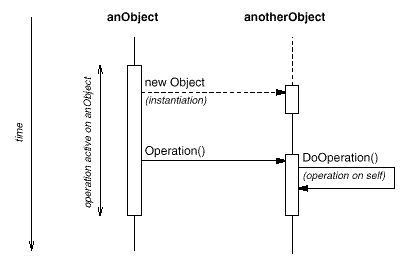 anObject
anotherObject
new Object
(instantiation)
Operation()
DoOperation()
(operation on self)
operation active on anObject
time